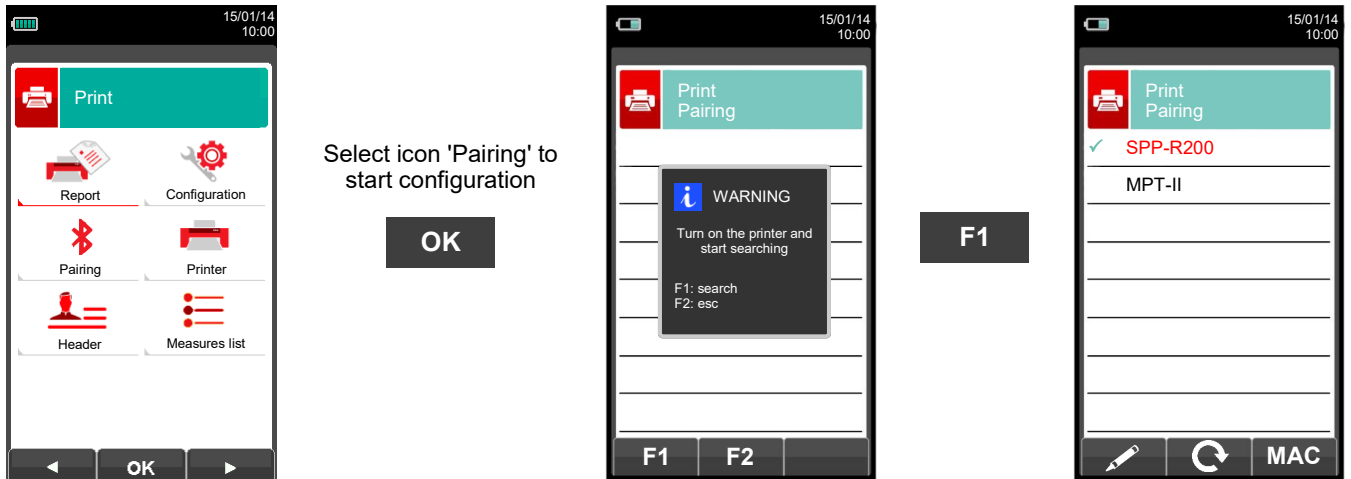 15/01/14
10:00
Print
Report
Configuration
Pairing
Printer
Header
Measures list
OK
Select icon 'Pairing' to
start configuration
OK
15/01/14
10:00
Print
Pairing
WARNING
Turn on the printer and
start searching
F1: search
F2: esc
F1
F2
F1
15/01/14
10:00
Print
Pairing
SPP-R200
MPT-II
MAC